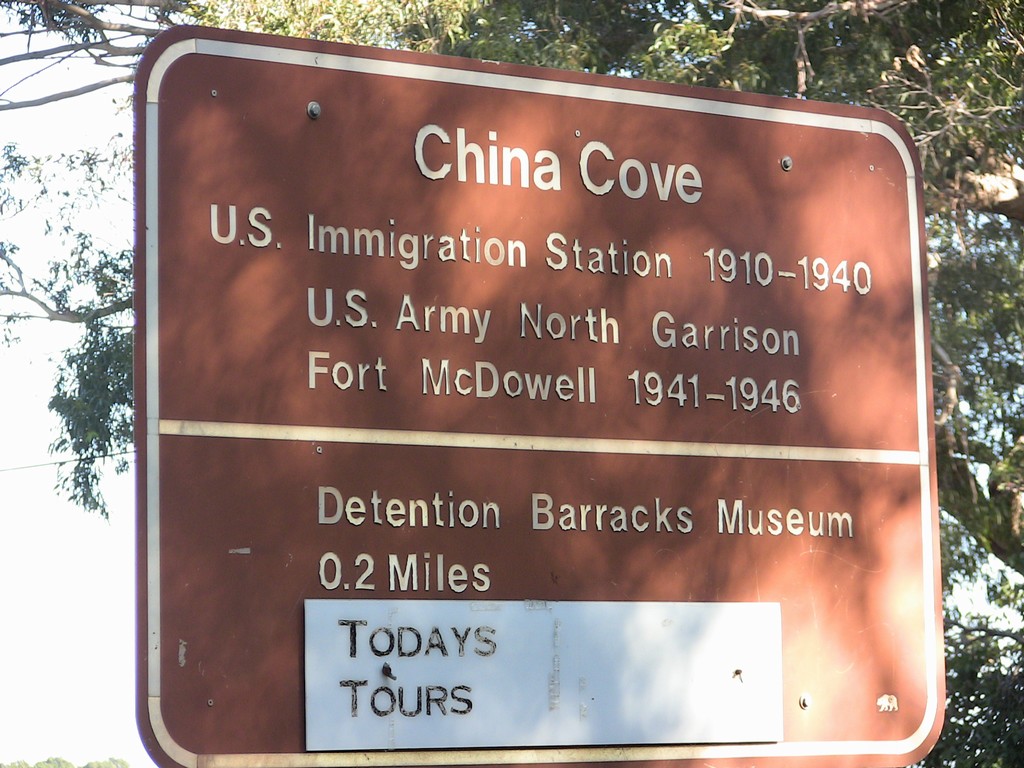 China Cove
U.S. Immigration Station 1910-1940
U.S. Army North Garrison
Fort McDowell 1941-1946
Detention Barracks Museum
0.2 Miles
TODAYS
TOURS